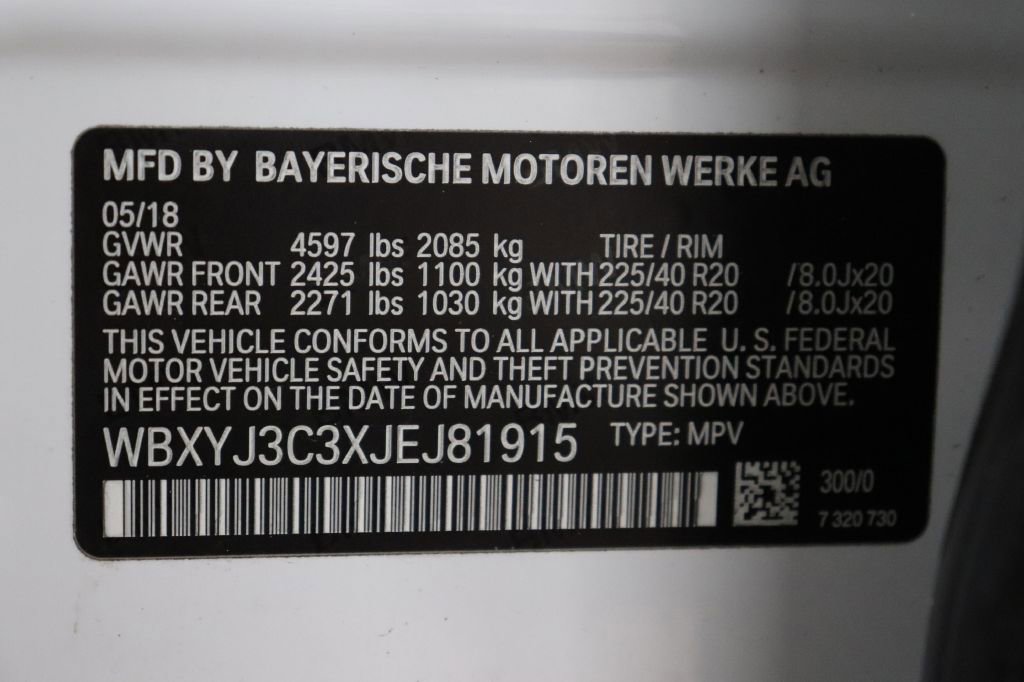 MFD BY BAYERISCHE MOTOREN WERKE AG
05/18
GVWR 4597 lbs 2085 kg TIRE / RIM
GAWR FRONT 2425 lbs 1100 kg WITH 225/40 R20 /8.0Jx20
GAWR REAR 2271 lbs 1030 kg WITH 225/40 R20 /8.0Jx20
THIS VEHICLE CONFORMS TO ALL APPLICABLE U. S. FEDERAL
MOTOR VEHICLE SAFETY AND THEFT PREVENTION STANDARDS
IN EFFECT ON THE DATE OF MANUFACTURE SHOWN ABOVE.
WBXYJ3C3XJEJ81915 TYPE: MPV
300/0
7 320 730